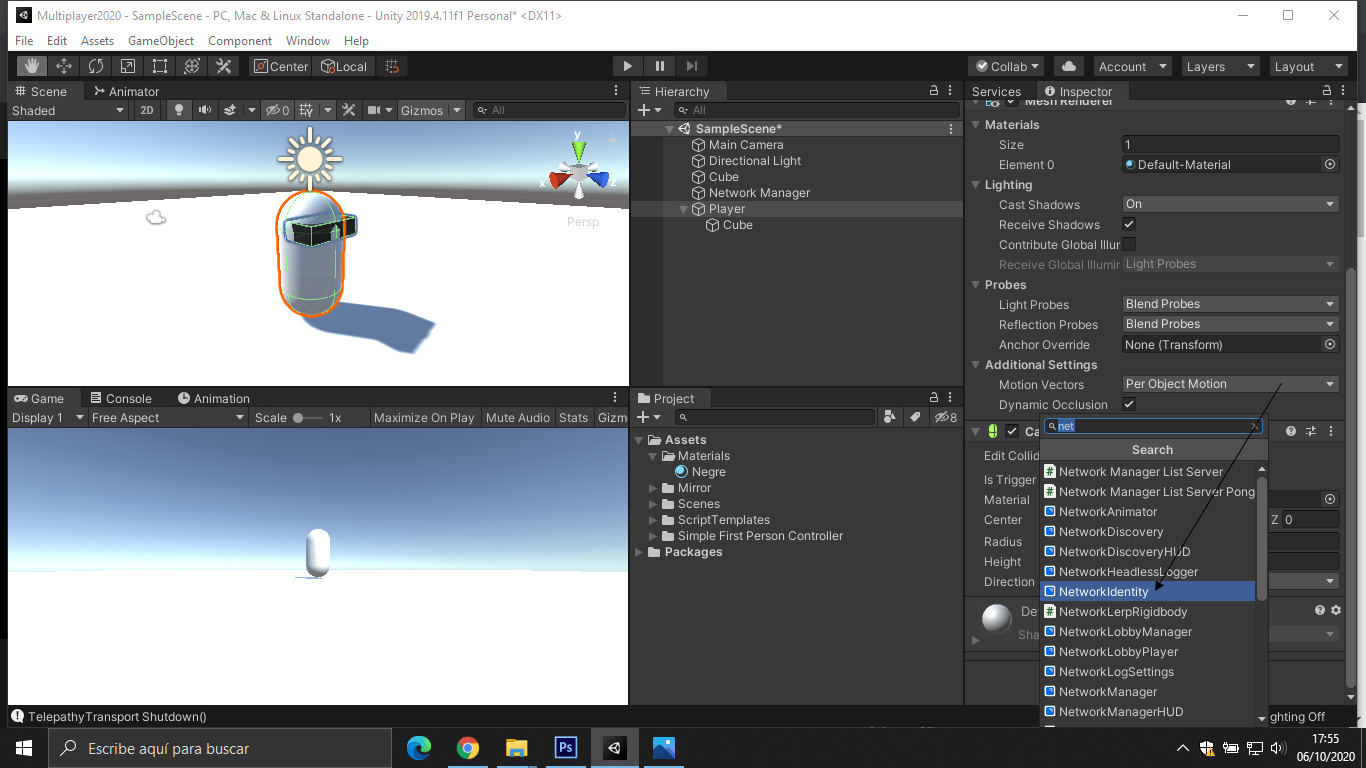 Multiplayer2020 - SampleScene - PC, Mac & Linux Standalone - Unity 2019.4.11f1 Personal* <DX11>
File Edit Assets GameObject Component Window Help
Center Local Collab Account Layers Layout
Scene Animator
Shaded 2D 0 Gizmos All
y
x
z
Persp
Hierarchy
All
SampleScene*
Main Camera
Directional Light
Cube
Network Manager
Player
Cube
Services Inspector
Mesh Renderer
Materials
Size 1
Element 0 Default-Material
Lighting
Cast Shadows On
Receive Shadows
Contribute Global Illur
Receive Global Illumir Light Probes
Probes
Light Probes Blend Probes
Reflection Probes Blend Probes
Anchor Override None (Transform)
Additional Settings
Motion Vectors Per Object Motion
Dynamic Occlusion
Ca
Edit Collid
Is Trigger
Material
Center Z 0
Radius
Height
Direction
De
Sha
net
Search
Network Manager List Server
Network Manager List Server Pong
NetworkAnimator
NetworkDiscovery
NetworkDiscoveryHUD
NetworkHeadlessLogger
NetworkIdentity
NetworkLerpRigidbody
NetworkLobbyManager
NetworkLobbyPlayer
NetworkLogSettings
NetworkManager
NetworkManagerHUD
Game Console Animation
Display 1 Free Aspect Scale 1x Maximize On Play Mute Audio Stats Gizm
Project
8
Assets
Materials
Negre
Mirror
Scenes
ScriptTemplates
Simple First Person Controller
Packages
TelepathyTransport Shutdown()
ghting Off
Escribe aquí para buscar
Ps
17:55
06/10/2020